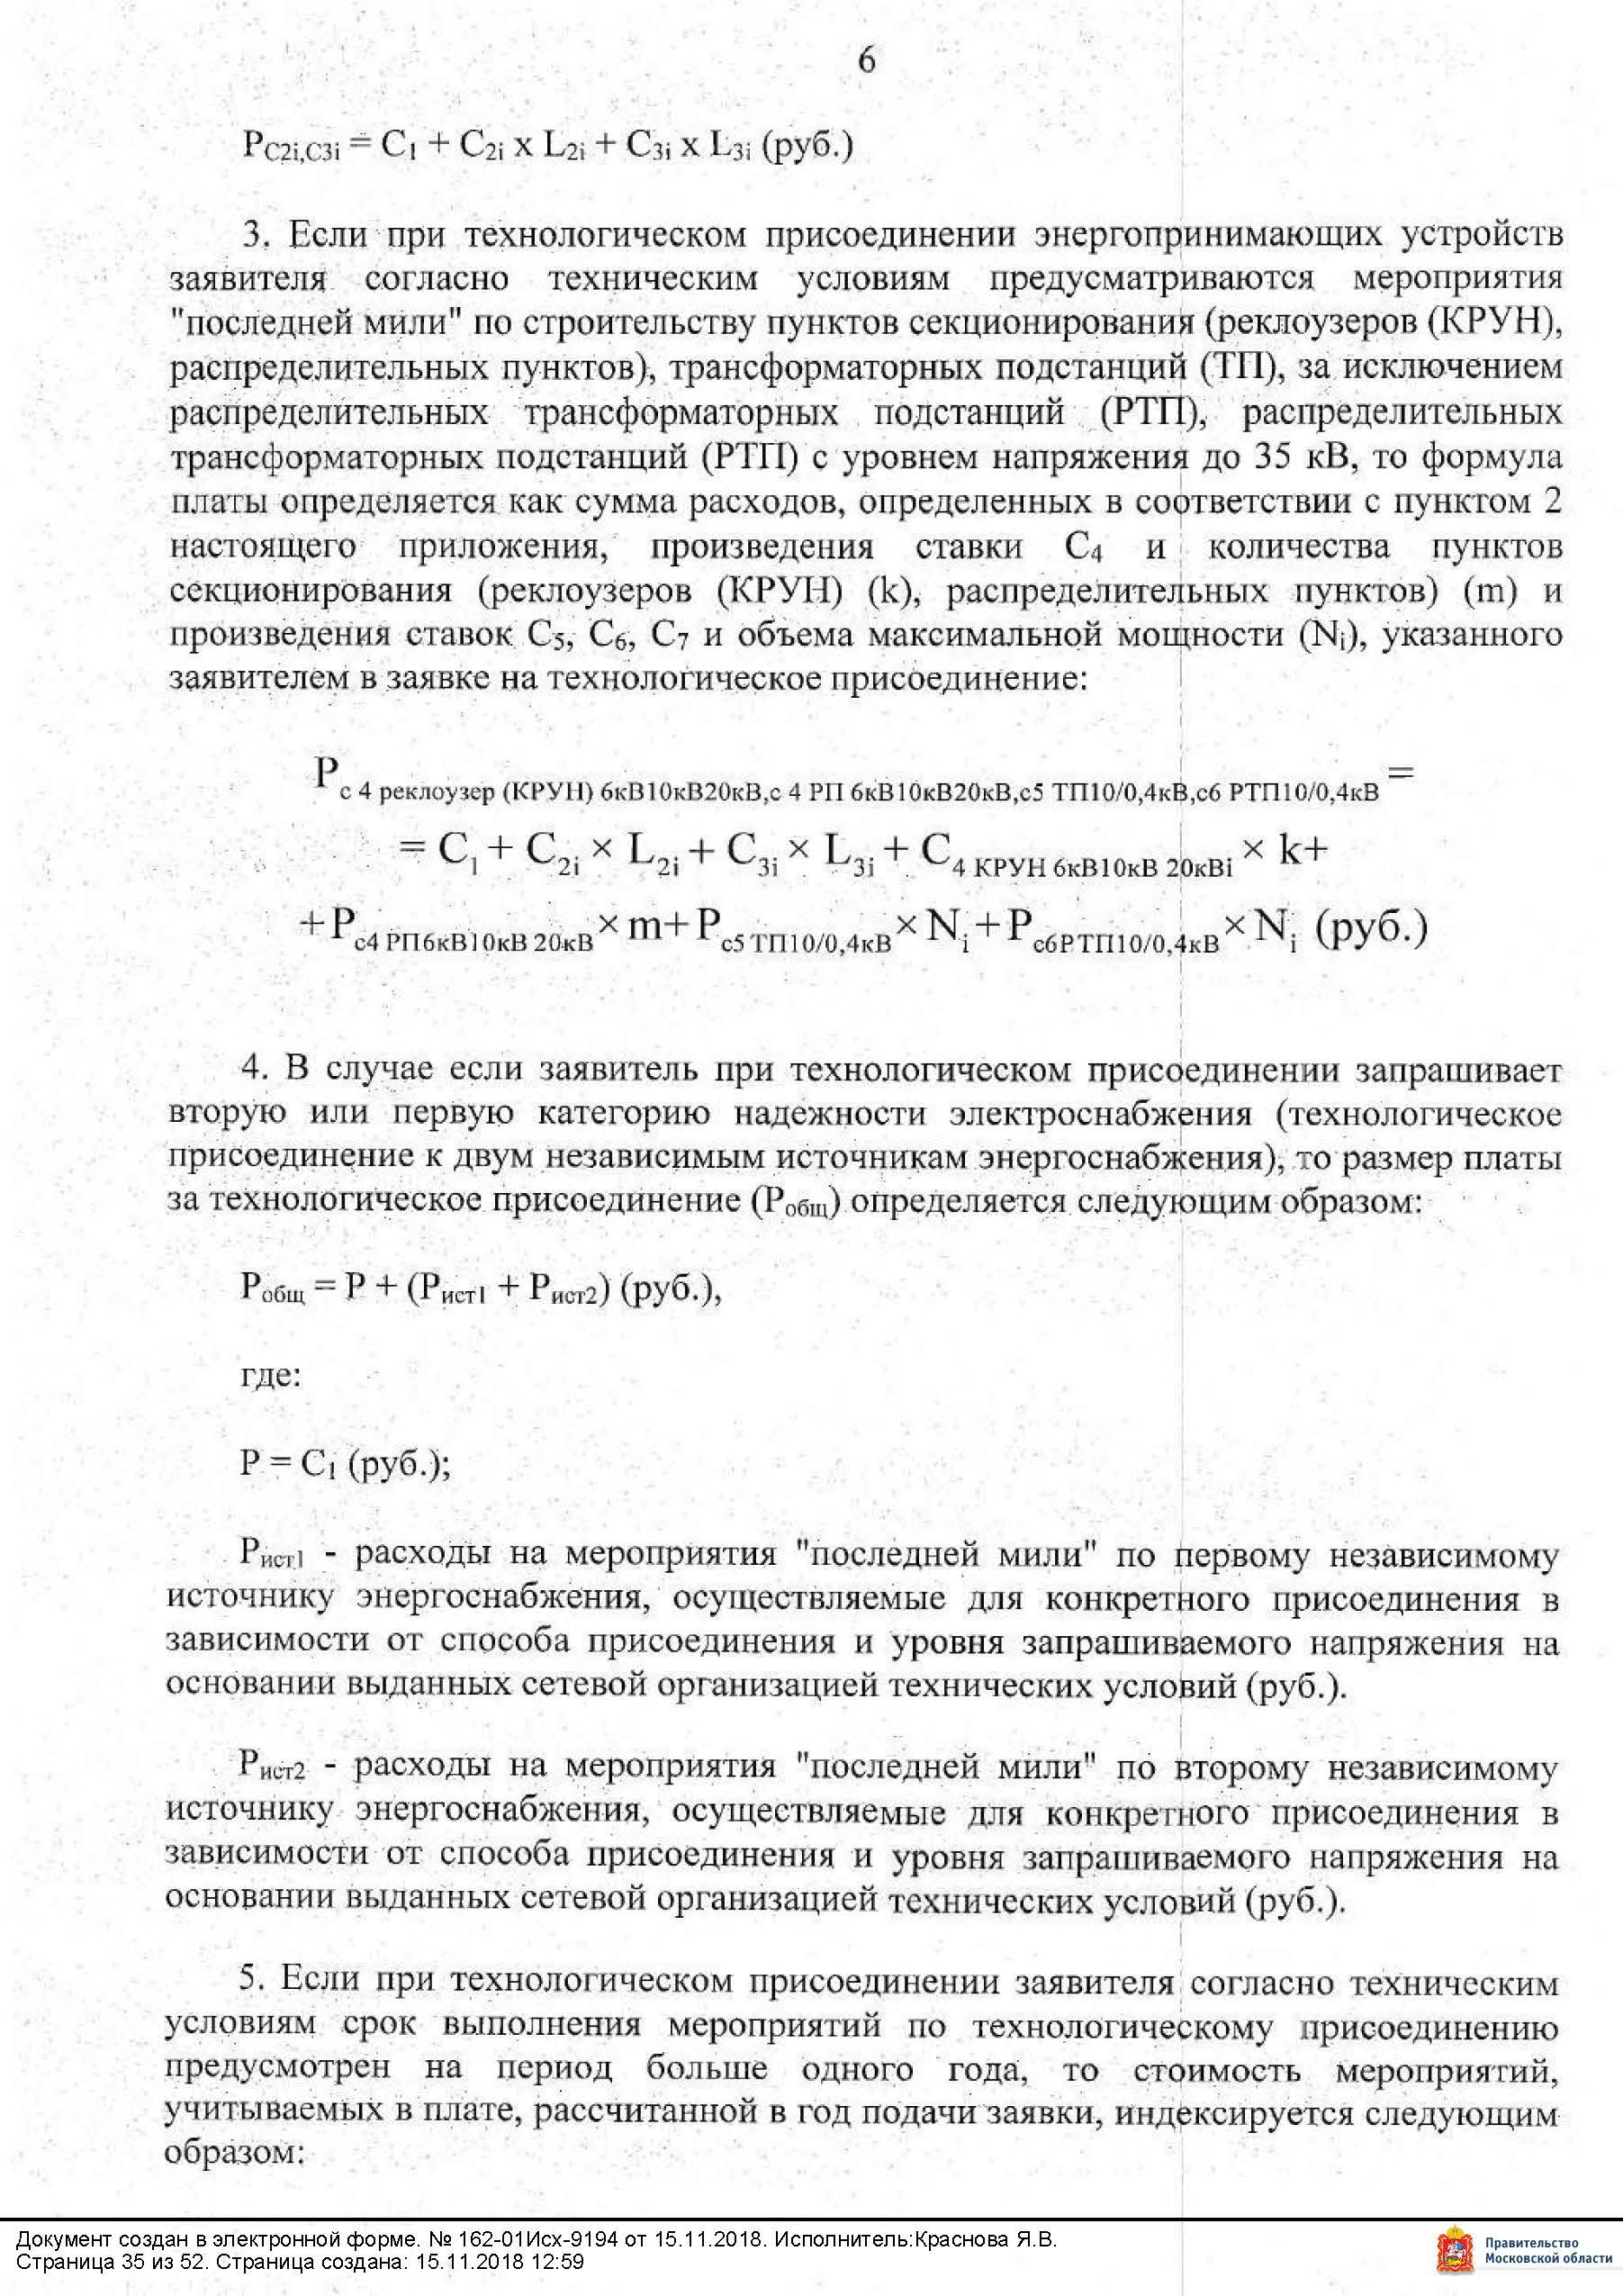 6
P_C2i,C3i = C1 + C2i x L2i + C3i x L3i (руб.)
3. Если при технологическом присоединении энергопринимающих устройств
заявителя согласно техническим условиям предусматриваются мероприятия
"последней мили" по строительству пунктов секционирования (реклоузеров (КРУН),
распределительных пунктов), трансформаторных подстанций (ТП), за исключением
распределительных трансформаторных подстанций (РТП), распределительных
трансформаторных подстанций (РТП) с уровнем напряжения до 35 кВ, то формула
платы определяется как сумма расходов, определенных в соответствии с пунктом 2
настоящего приложения, произведения ставки C4 и количества пунктов
секционирования (реклоузеров (КРУН) (k), распределительных пунктов) (m) и
произведения ставок C5, C6, C7 и объема максимальной мощности (Ni), указанного
заявителем в заявке на технологическое присоединение:
P с 4 реклоузер (КРУН) 6кВ10кВ20кВ,с 4 РП 6кВ10кВ20кВ,с5 ТП10/0,4кВ,с6 РТП10/0,4кВ =
= C1 + C2i × L2i + C3i × L3i + C4 КРУН 6кВ10кВ 20кВi × k+
+P с4 РП6кВ10кВ 20кВ × m+P с5 ТП10/0,4кВ × Ni +P с6РТП10/0,4кВ × Ni (руб.)
4. В случае если заявитель при технологическом присоединении запрашивает
вторую или первую категорию надежности электроснабжения (технологическое
присоединение к двум независимым источникам энергоснабжения), то размер платы
за технологическое присоединение (Pобщ) определяется следующим образом:
Pобщ = P + (Pист1 + Pист2) (руб.),
где:
P = C1 (руб.);
Pист1 - расходы на мероприятия "последней мили" по первому независимому
источнику энергоснабжения, осуществляемые для конкретного присоединения в
зависимости от способа присоединения и уровня запрашиваемого напряжения на
основании выданных сетевой организацией технических условий (руб.).
Pист2 - расходы на мероприятия "последней мили" по второму независимому
источнику энергоснабжения, осуществляемые для конкретного присоединения в
зависимости от способа присоединения и уровня запрашиваемого напряжения на
основании выданных сетевой организацией технических условий (руб.).
5. Если при технологическом присоединении заявителя согласно техническим
условиям срок выполнения мероприятий по технологическому присоединению
предусмотрен на период больше одного года, то стоимость мероприятий,
учитываемых в плате, рассчитанной в год подачи заявки, индексируется следующим
образом:
Документ создан в электронной форме. № 162-01Исх-9194 от 15.11.2018. Исполнитель:Краснова Я.В.
Страница 35 из 52. Страница создана: 15.11.2018 12:59
Правительство
Московской области